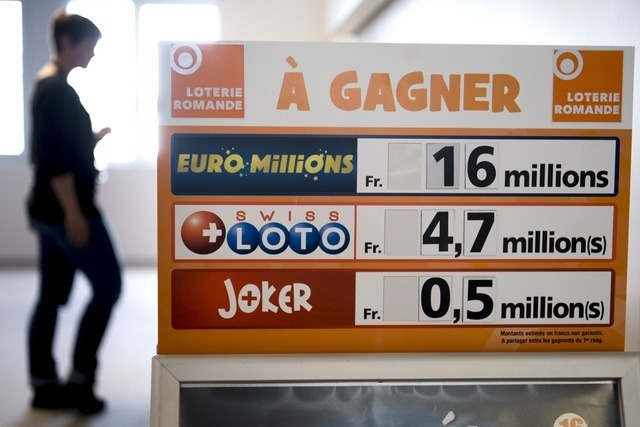 LOTERIE
ROMANDE
À GAGNER
LOTERIE
ROMANDE
EURO MilliONS
Fr. 16 millions
SWISS
LOTO
Fr. 4,7 million(s)
JOKER
Fr. 0,5 million(s)
Montants estimés en francs non garantis.
A partager entre les gagnants du 1er rang.
16